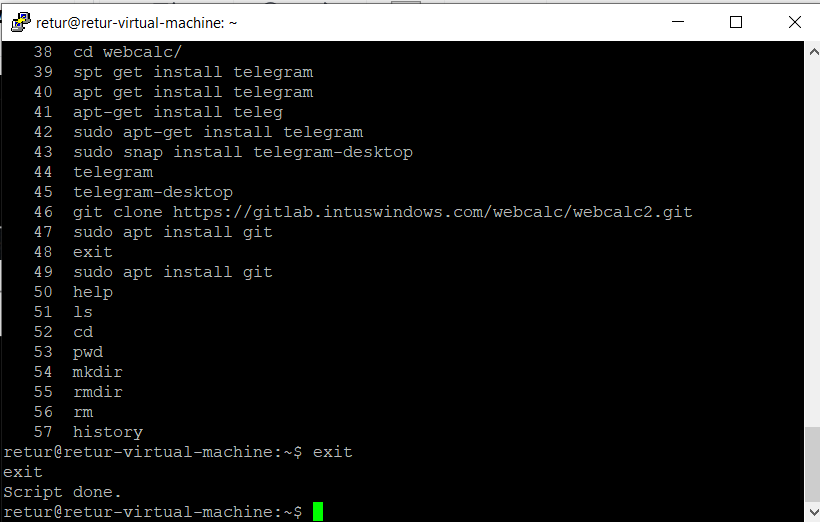 retur@retur-virtual-machine: ~
38 cd webcalc/
39 spt get install telegram
40 apt get install telegram
41 apt-get install teleg
42 sudo apt-get install telegram
43 sudo snap install telegram-desktop
44 telegram
45 telegram-desktop
46 git clone https://gitlab.intuswindows.com/webcalc/webcalc2.git
47 sudo apt install git
48 exit
49 sudo apt install git
50 help
51 ls
52 cd
53 pwd
54 mkdir
55 rmdir
56 rm
57 history
retur@retur-virtual-machine:~$ exit
exit
Script done.
retur@retur-virtual-machine:~$